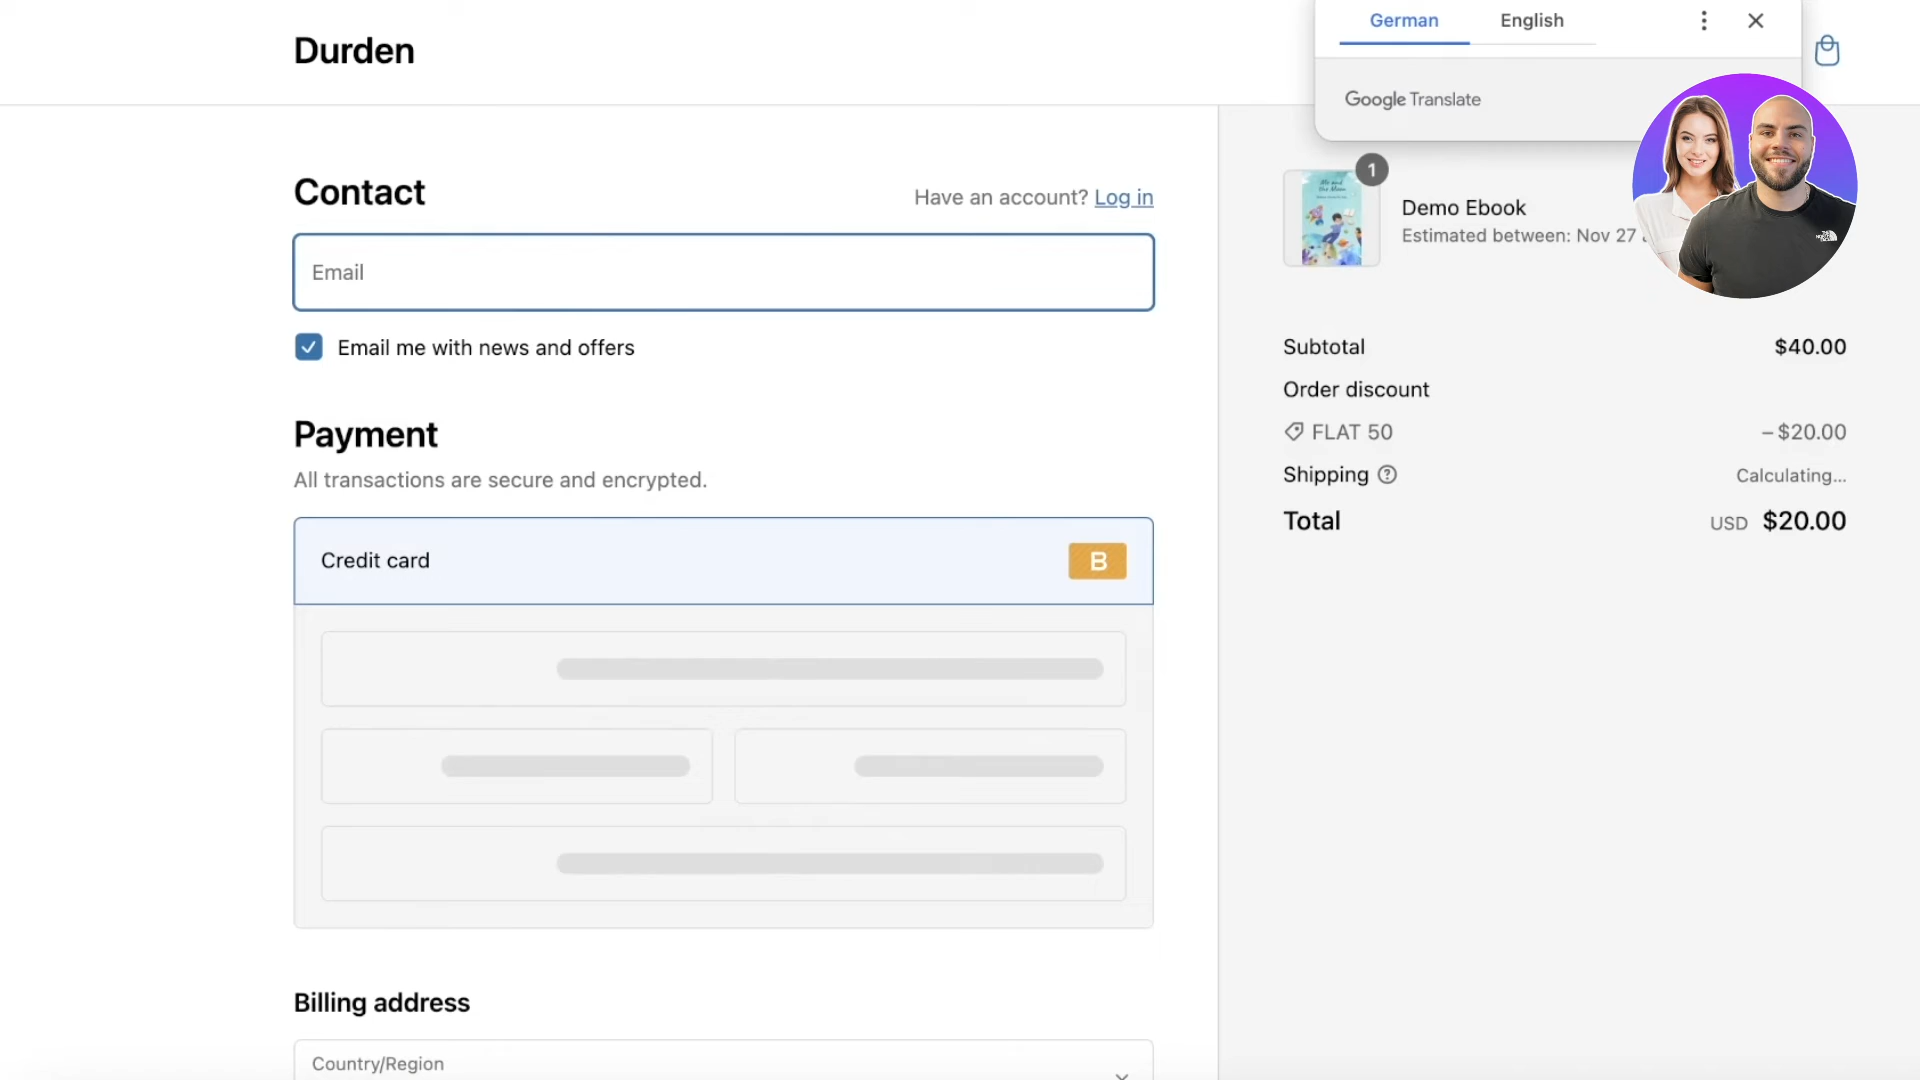 Durden
German
English
Google Translate
Contact
Have an account? Log in
Email
Email me with news and offers
Payment
All transactions are secure and encrypted.
Credit card
B
Billing address
Country/Region
1
Demo Ebook
Estimated between: Nov 27
Subtotal
$40.00
Order discount
FLAT 50
– $20.00
Shipping
Calculating...
Total
USD $20.00